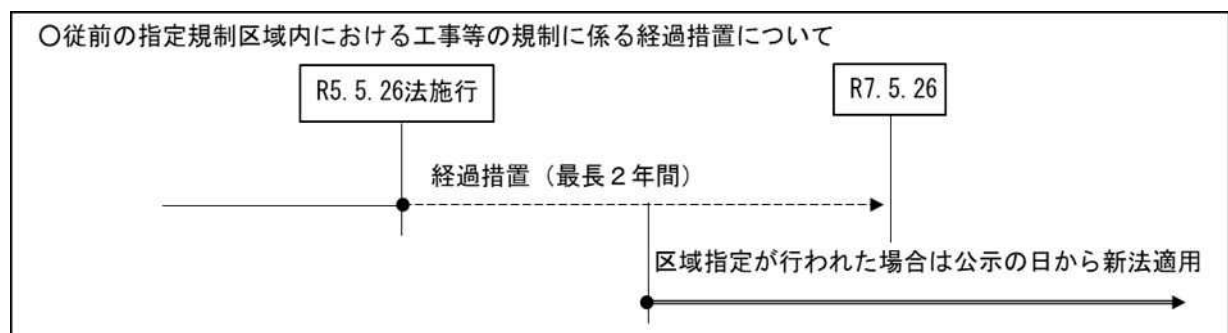 〇従前の指定規制区域内における工事等の規制に係る経過措置について
R5.5.26法施行
R7.5.26
経過措置（最長２年間）
区域指定が行われた場合は公示の日から新法適用